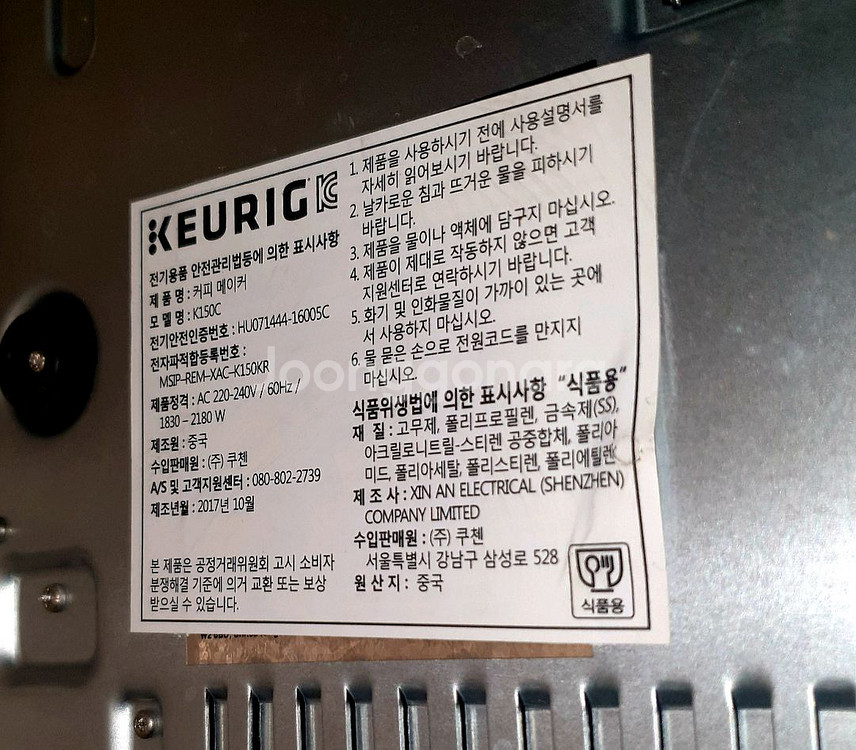 KEURIG
전기용품 안전관리법등에 의한 표시사항
제 품 명 : 커피 메이커
모 델 명 : K150C
전기안전인증번호 : HU071444-16005C
전자파적합등록번호 :
MSIP-REM-XAC-K150KR
제품정격 : AC 220-240V / 60Hz /
1830 – 2180 W
제조원 : 중국
수입판매원 : (주) 쿠첸
A/S 및 고객지원센터 : 080-802-2739
제조년월 : 2017년 10월
본 제품은 공정거래위원회 고시 소비자
분쟁해결 기준에 의거 교환 또는 보상
받으실 수 있습니다.
1. 제품을 사용하시기 전에 사용설명서를
자세히 읽어보시기 바랍니다.
2. 날카로운 침과 뜨거운 물을 피하시기
바랍니다.
3. 제품을 물이나 액체에 담구지 마십시오.
4. 제품이 제대로 작동하지 않으면 고객
지원센터로 연락하시기 바랍니다.
5. 화기 및 인화물질이 가까이 있는 곳에
서 사용하지 마십시오.
6. 물 묻은 손으로 전원코드를 만지지
마십시오.
식품위생법에 의한 표시사항 “식품용”
재 질 : 고무제, 폴리프로필렌, 금속제(SS),
아크릴로니트릴-스티렌 공중합체, 폴리아
미드, 폴리아세탈, 폴리스티렌, 폴리에틸렌
제 조 사 : XIN AN ELECTRICAL (SHENZHEN)
COMPANY LIMITED
수입판매원 : (주) 쿠첸
서울특별시 강남구 삼성로 528
원 산 지 : 중국
식품용